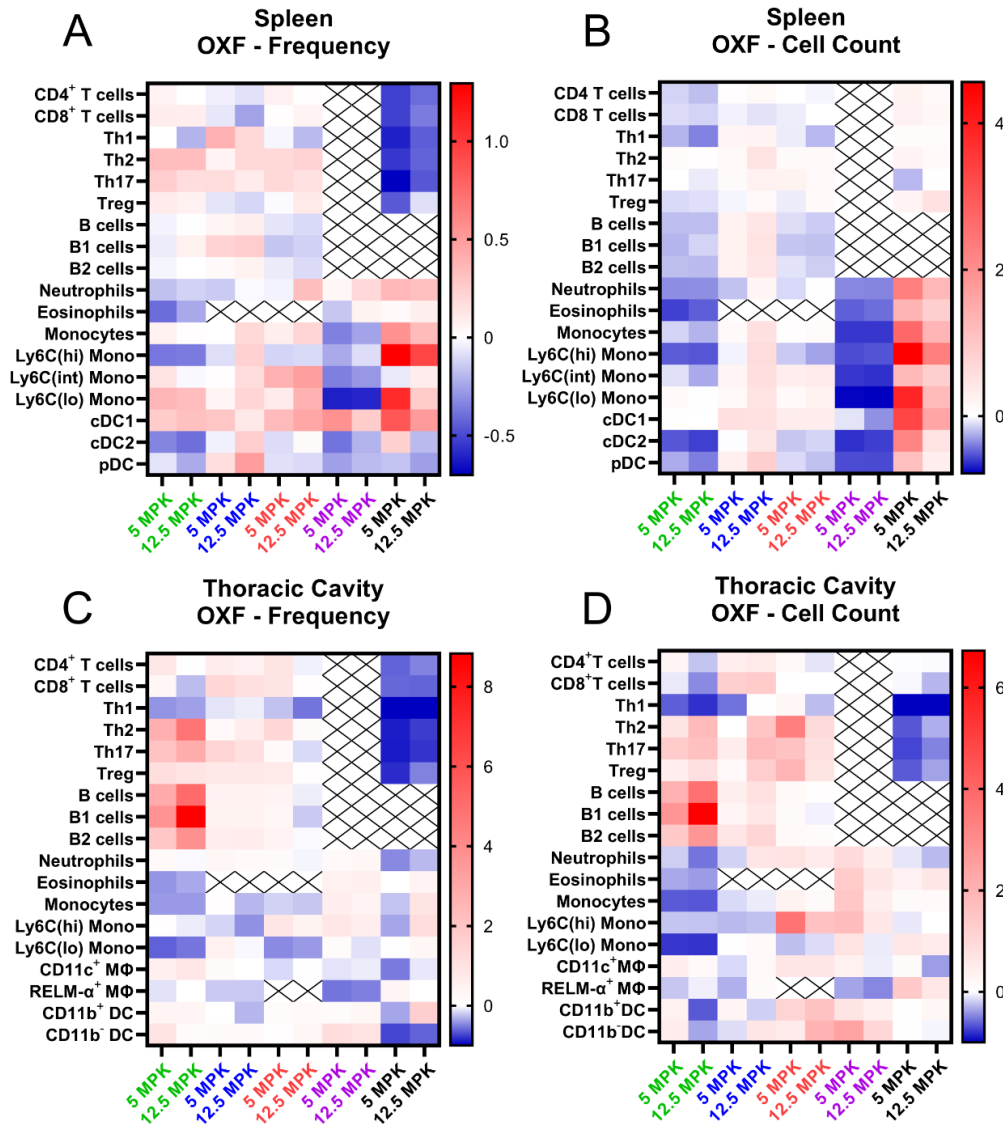 A
Spleen
OXF - Frequency
CD4⁺ T cells
CD8⁺ T cells
Th1
Th2
Th17
Treg
B cells
B1 cells
B2 cells
Neutrophils
Eosinophils
Monocytes
Ly6C(hi) Mono
Ly6C(int) Mono
Ly6C(lo) Mono
cDC1
cDC2
pDC
1.0
0.5
0
-0.5
5 MPK
12.5 MPK
5 MPK
12.5 MPK
5 MPK
12.5 MPK
5 MPK
12.5 MPK
5 MPK
12.5 MPK
B
Spleen
OXF - Cell Count
CD4 T cells
CD8 T cells
Th1
Th2
Th17
Treg
B cells
B1 cells
B2 cells
Neutrophils
Eosinophils
Monocytes
Ly6C(hi) Mono
Ly6C(int) Mono
Ly6C(lo) Mono
cDC1
cDC2
pDC
4
2
0
5 MPK
12.5 MPK
5 MPK
12.5 MPK
5 MPK
12.5 MPK
5 MPK
12.5 MPK
5 MPK
12.5 MPK
C
Thoracic Cavity
OXF - Frequency
CD4⁺ T cells
CD8⁺ T cells
Th1
Th2
Th17
Treg
B cells
B1 cells
B2 cells
Neutrophils
Eosinophils
Monocytes
Ly6C(hi) Mono
Ly6C(lo) Mono
CD11c⁺ MΦ
RELM-α⁺ MΦ
CD11b⁺ DC
CD11b⁻ DC
8
6
4
2
0
5 MPK
12.5 MPK
5 MPK
12.5 MPK
5 MPK
12.5 MPK
5 MPK
12.5 MPK
5 MPK
12.5 MPK
D
Thoracic Cavity
OXF - Cell Count
CD4⁺T cells
CD8⁺T cells
Th1
Th2
Th17
Treg
B cells
B1 cells
B2 cells
Neutrophils
Eosinophils
Monocytes
Ly6C(hi) Mono
Ly6C(lo) Mono
CD11c⁺ MΦ
RELM-α⁺ MΦ
CD11b⁺DC
CD11b⁻DC
6
4
2
0
5 MPK
12.5 MPK
5 MPK
12.5 MPK
5 MPK
12.5 MPK
5 MPK
12.5 MPK
5 MPK
12.5 MPK